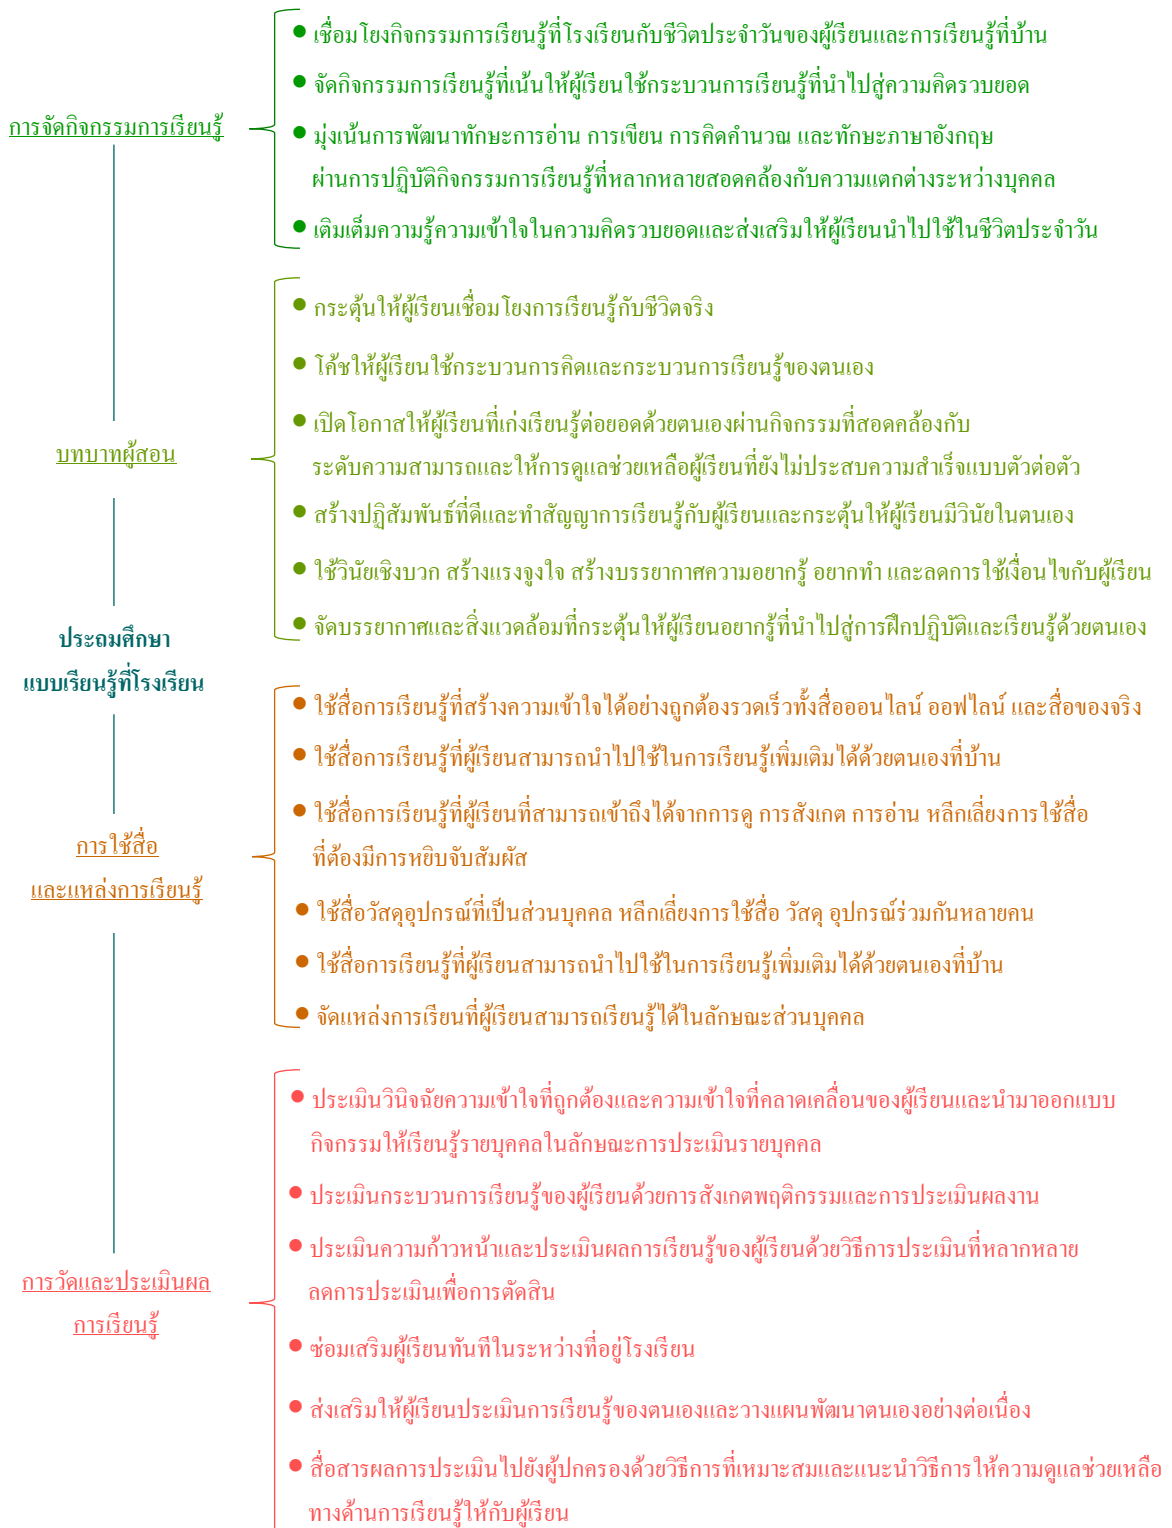 การจัดกิจกรรมการเรียนรู้
เชื่อมโยงกิจกรรมการเรียนรู้ที่โรงเรียนกับชีวิตประจำวันของผู้เรียนและการเรียนรู้ที่บ้าน
จัดกิจกรรมการเรียนรู้ที่เน้นให้ผู้เรียนใช้กระบวนการเรียนรู้ที่นำไปสู่ความคิดรวบยอด
มุ่งเน้นการพัฒนาทักษะการอ่าน การเขียน การคิดคำนวณ และทักษะภาษาอังกฤษ
ผ่านการปฏิบัติกิจกรรมการเรียนรู้ที่หลากหลายสอดคล้องกับความแตกต่างระหว่างบุคคล
เติมเต็มความรู้ความเข้าใจในความคิดรวบยอดและส่งเสริมให้ผู้เรียนนำไปใช้ในชีวิตประจำวัน
บทบาทผู้สอน
กระตุ้นให้ผู้เรียนเชื่อมโยงการเรียนรู้กับชีวิตจริง
โค้ชให้ผู้เรียนใช้กระบวนการคิดและกระบวนการเรียนรู้ของตนเอง
เปิดโอกาสให้ผู้เรียนที่เก่งเรียนรู้ต่อยอดด้วยตนเองผ่านกิจกรรมที่สอดคล้องกับ
ระดับความสามารถและให้การดูแลช่วยเหลือผู้เรียนที่ยังไม่ประสบความสำเร็จแบบตัวต่อตัว
สร้างปฏิสัมพันธ์ที่ดีและทำสัญญาการเรียนรู้กับผู้เรียนและกระตุ้นให้ผู้เรียนมีวินัยในตนเอง
ใช้วินัยเชิงบวก สร้างแรงจูงใจ สร้างบรรยากาศความอยากรู้ อยากทำ และลดการใช้เงื่อนไขกับผู้เรียน
จัดบรรยากาศและสิ่งแวดล้อมที่กระตุ้นให้ผู้เรียนอยากรู้ที่นำไปสู่การฝึกปฏิบัติและเรียนรู้ด้วยตนเอง
ประถมศึกษา
แบบเรียนรู้ที่โรงเรียน
การใช้สื่อ
และแหล่งการเรียนรู้
ใช้สื่อการเรียนรู้ที่สร้างความเข้าใจได้อย่างถูกต้องรวดเร็วทั้งสื่อออนไลน์ ออฟไลน์ และสื่อของจริง
ใช้สื่อการเรียนรู้ที่ผู้เรียนสามารถนำไปใช้ในการเรียนรู้เพิ่มเติมได้ด้วยตนเองที่บ้าน
ใช้สื่อการเรียนรู้ที่ผู้เรียนที่สามารถเข้าถึงได้จากการดู การสังเกต การอ่าน หลีกเลี่ยงการใช้สื่อ
ที่ต้องมีการหยิบจับสัมผัส
ใช้สื่อวัสดุอุปกรณ์ที่เป็นส่วนบุคคล หลีกเลี่ยงการใช้สื่อ วัสดุ อุปกรณ์ร่วมกันหลายคน
ใช้สื่อการเรียนรู้ที่ผู้เรียนสามารถนำไปใช้ในการเรียนรู้เพิ่มเติมได้ด้วยตนเองที่บ้าน
จัดแหล่งการเรียนที่ผู้เรียนสามารถเรียนรู้ได้ในลักษณะส่วนบุคคล
การวัดและประเมินผล
การเรียนรู้
ประเมินวินิจฉัยความเข้าใจที่ถูกต้องและความเข้าใจที่คลาดเคลื่อนของผู้เรียนและนำมาออกแบบ
กิจกรรมให้เรียนรู้รายบุคคลในลักษณะการประเมินรายบุคคล
ประเมินกระบวนการเรียนรู้ของผู้เรียนด้วยการสังเกตพฤติกรรมและการประเมินผลงาน
ประเมินความก้าวหน้าและประเมินผลการเรียนรู้ของผู้เรียนด้วยวิธีการประเมินที่หลากหลาย
ลดการประเมินเพื่อการตัดสิน
ซ่อมเสริมผู้เรียนทันทีในระหว่างที่อยู่โรงเรียน
ส่งเสริมให้ผู้เรียนประเมินการเรียนรู้ของตนเองและวางแผนพัฒนาตนเองอย่างต่อเนื่อง
สื่อสารผลการประเมินไปยังผู้ปกครองด้วยวิธีการที่เหมาะสมและแนะนำวิธีการให้ความดูแลช่วยเหลือ
ทางด้านการเรียนรู้ให้กับผู้เรียน